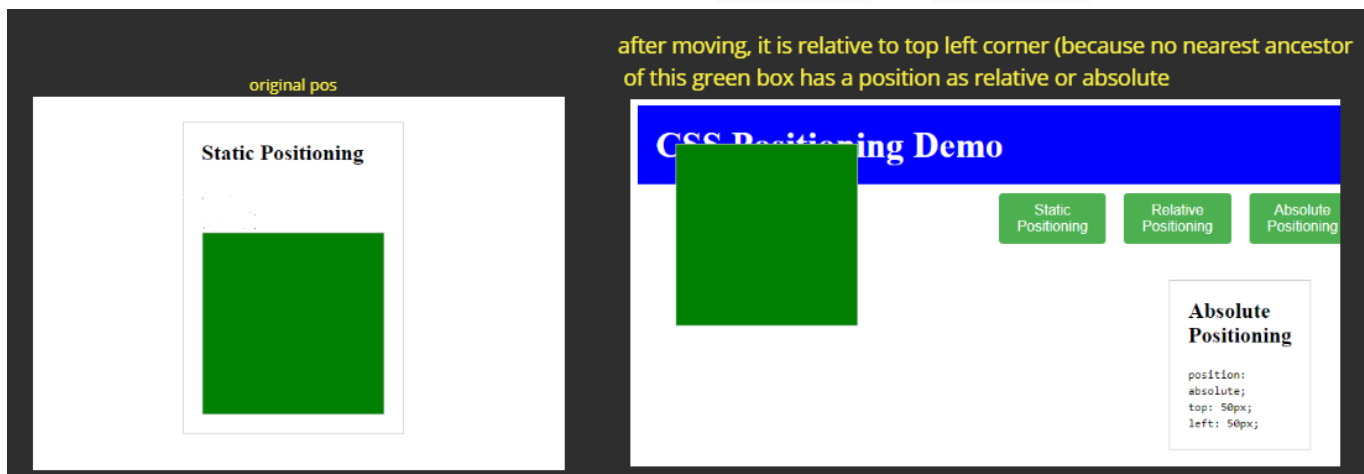 original pos
Static Positioning
after moving, it is relative to top left corner (because no nearest ancestor
of this green box has a position as relative or absolute
CSS Positioning Demo
Static
Positioning
Relative
Positioning
Absolute
Positioning
Absolute
Positioning
position:
absolute;
top: 50px;
left: 50px;